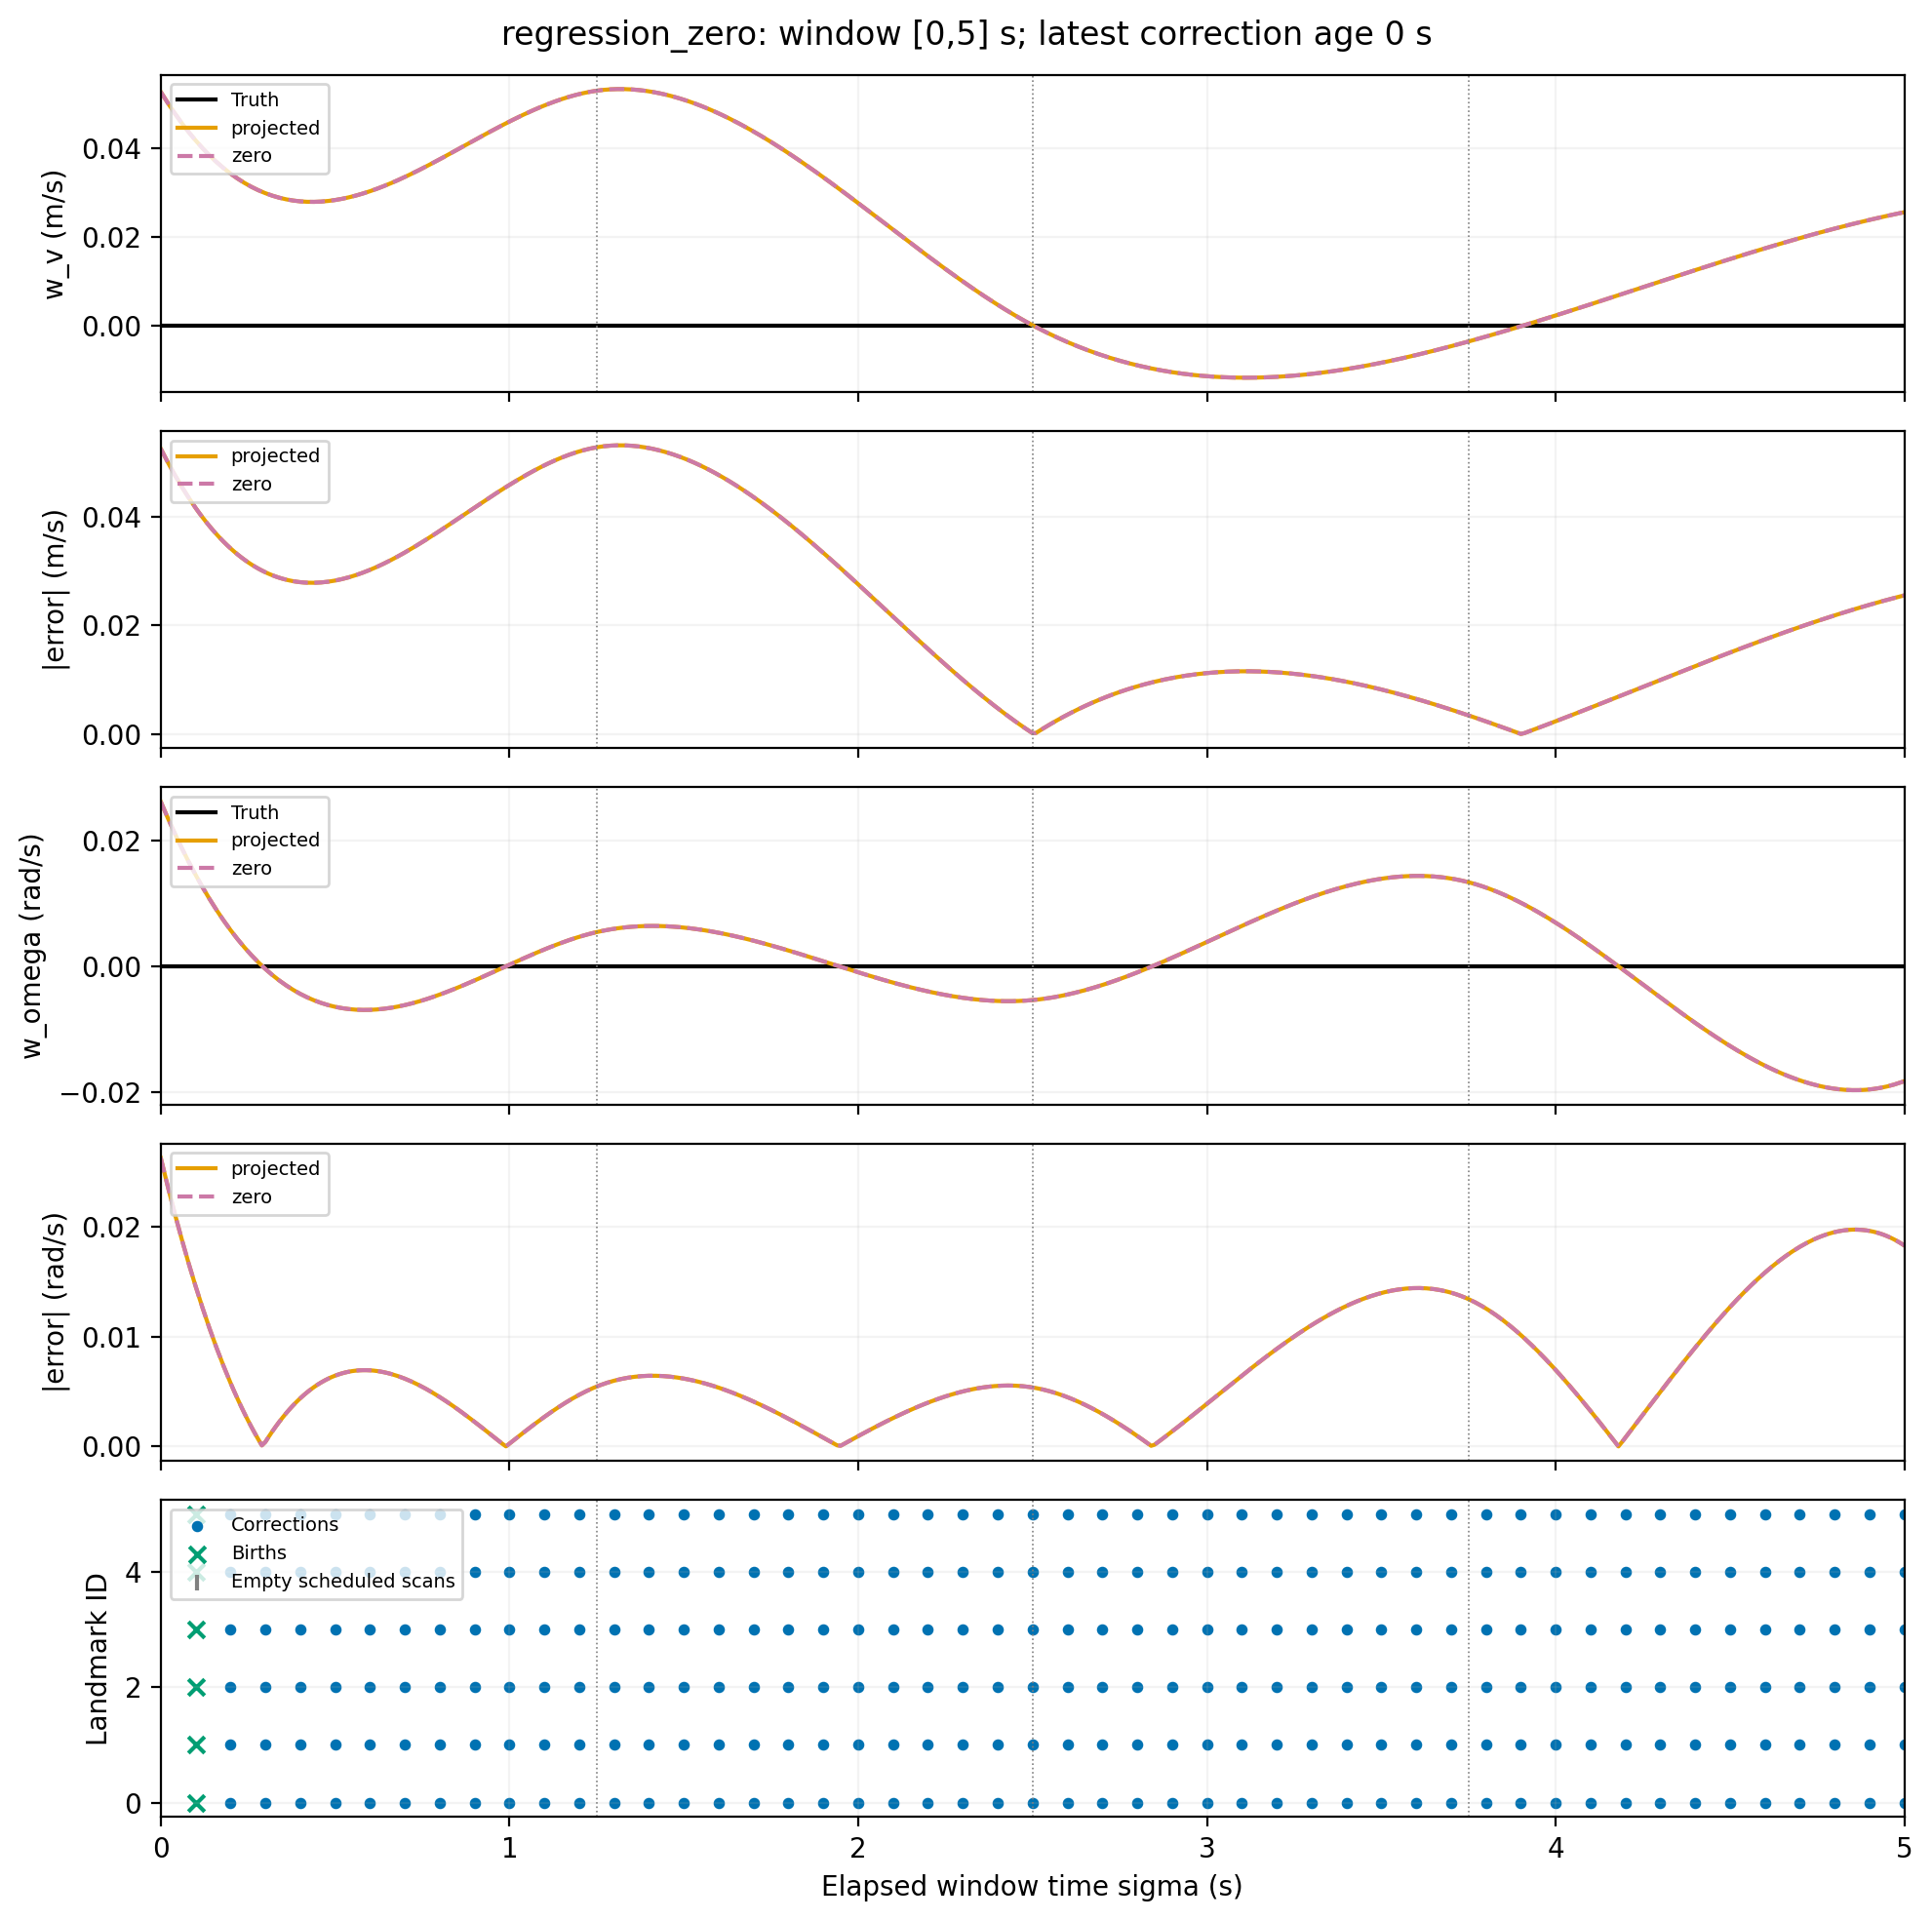 regression_zero: window [0,5] s; latest correction age 0 s
w_v (m/s)
0.04
0.02
0.00
Truth
projected
zero
|error| (m/s)
0.04
0.02
0.00
projected
zero
w_omega (rad/s)
0.02
0.00
−0.02
Truth
projected
zero
|error| (rad/s)
0.02
0.01
0.00
projected
zero
Landmark ID
4
2
0
Corrections
Births
Empty scheduled scans
0 1 2 3 4 5
Elapsed window time sigma (s)